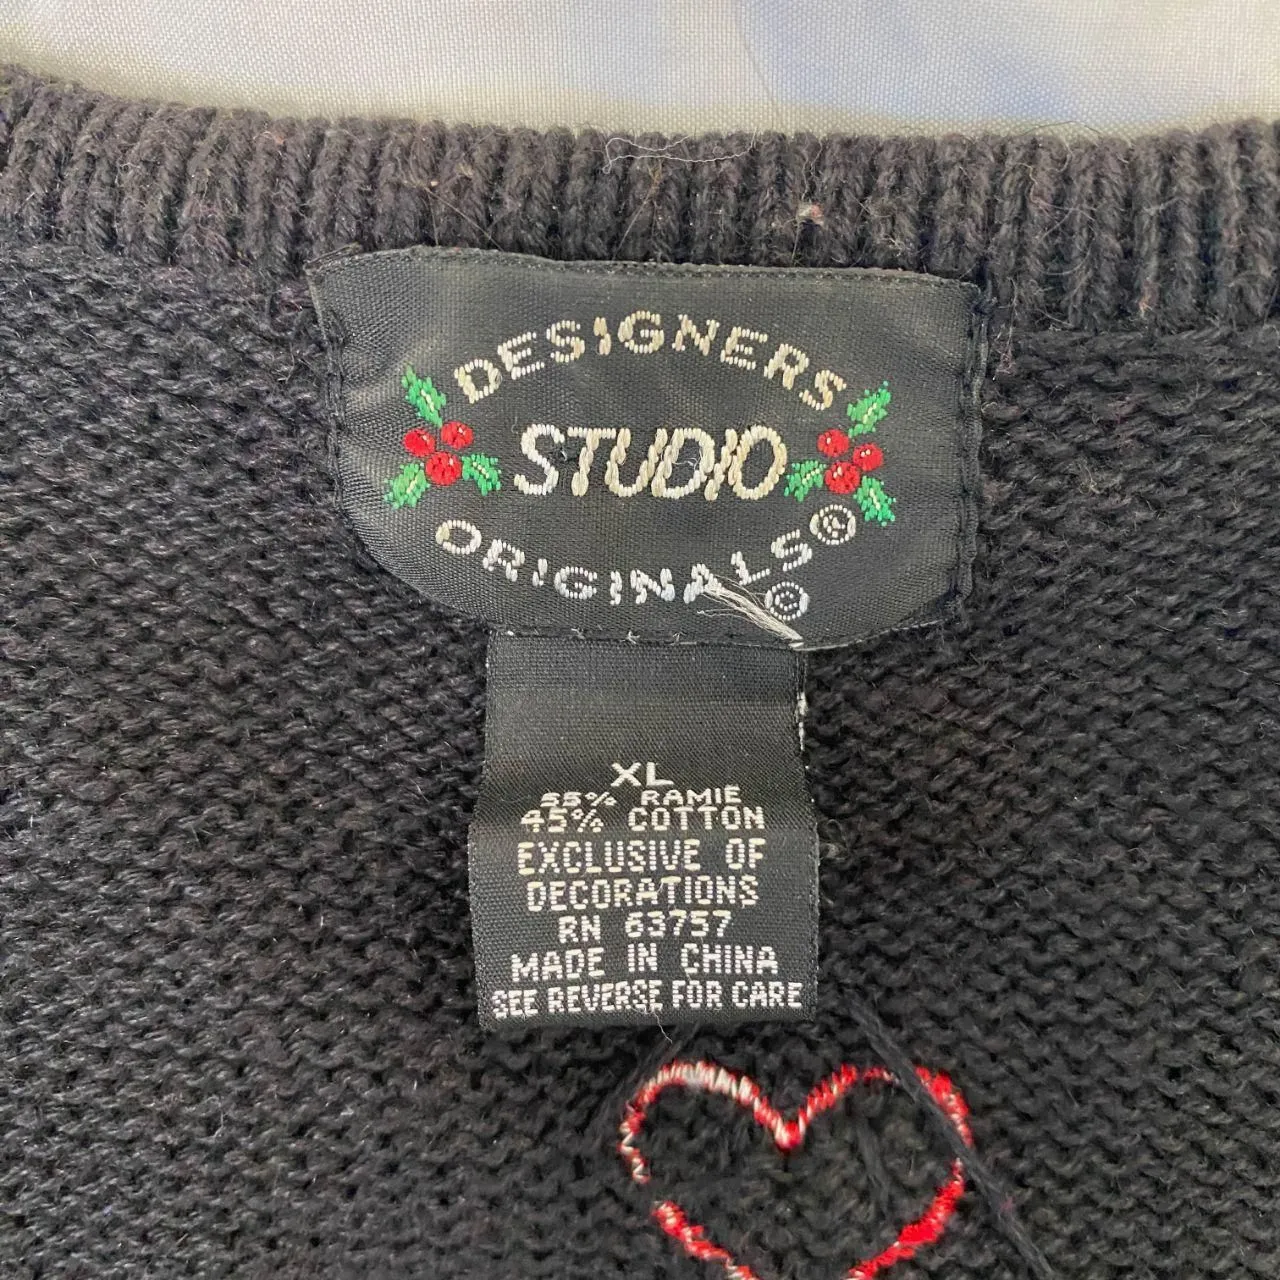 DESIGNERS
STUDIO
ORIGINALS®
©
XL
55% RAMIE
45% COTTON
EXCLUSIVE OF
DECORATIONS
RN 63757
MADE IN CHINA
SEE REVERSE FOR CARE